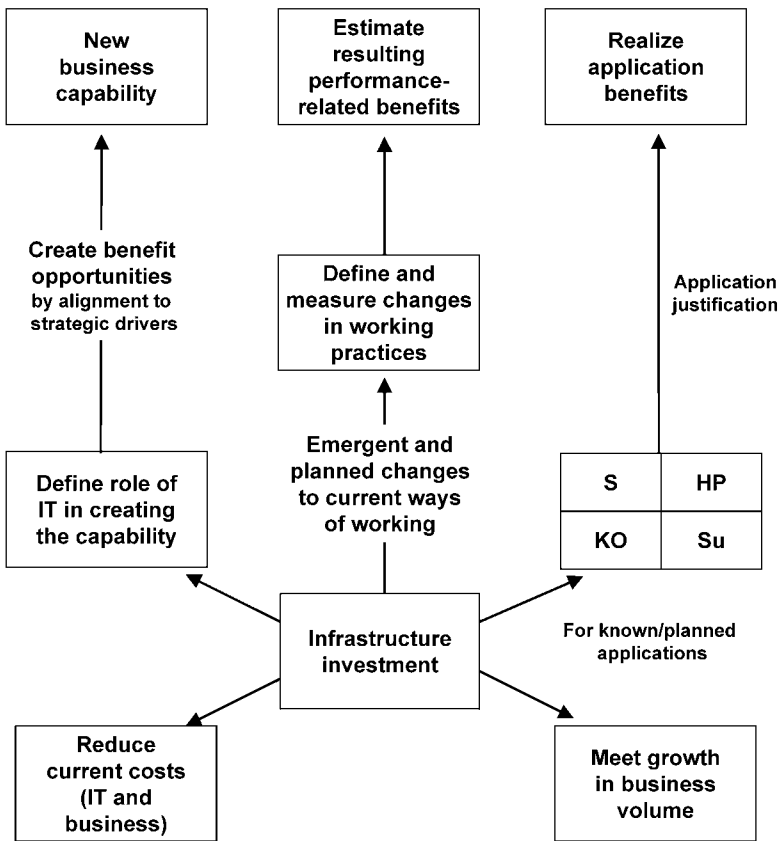 New
business
capability
Estimate
resulting
performance-
related benefits
Realize
application
benefits
Create benefit
opportunities
by alignment to
strategic drivers
Define and
measure changes
in working
practices
Application
justification
Define role of
IT in creating
the capability
Emergent and
planned changes
to current ways
of working
S
HP
KO
Su
Infrastructure
investment
For known/planned
applications
Reduce
current costs
(IT and
business)
Meet growth
in business
volume